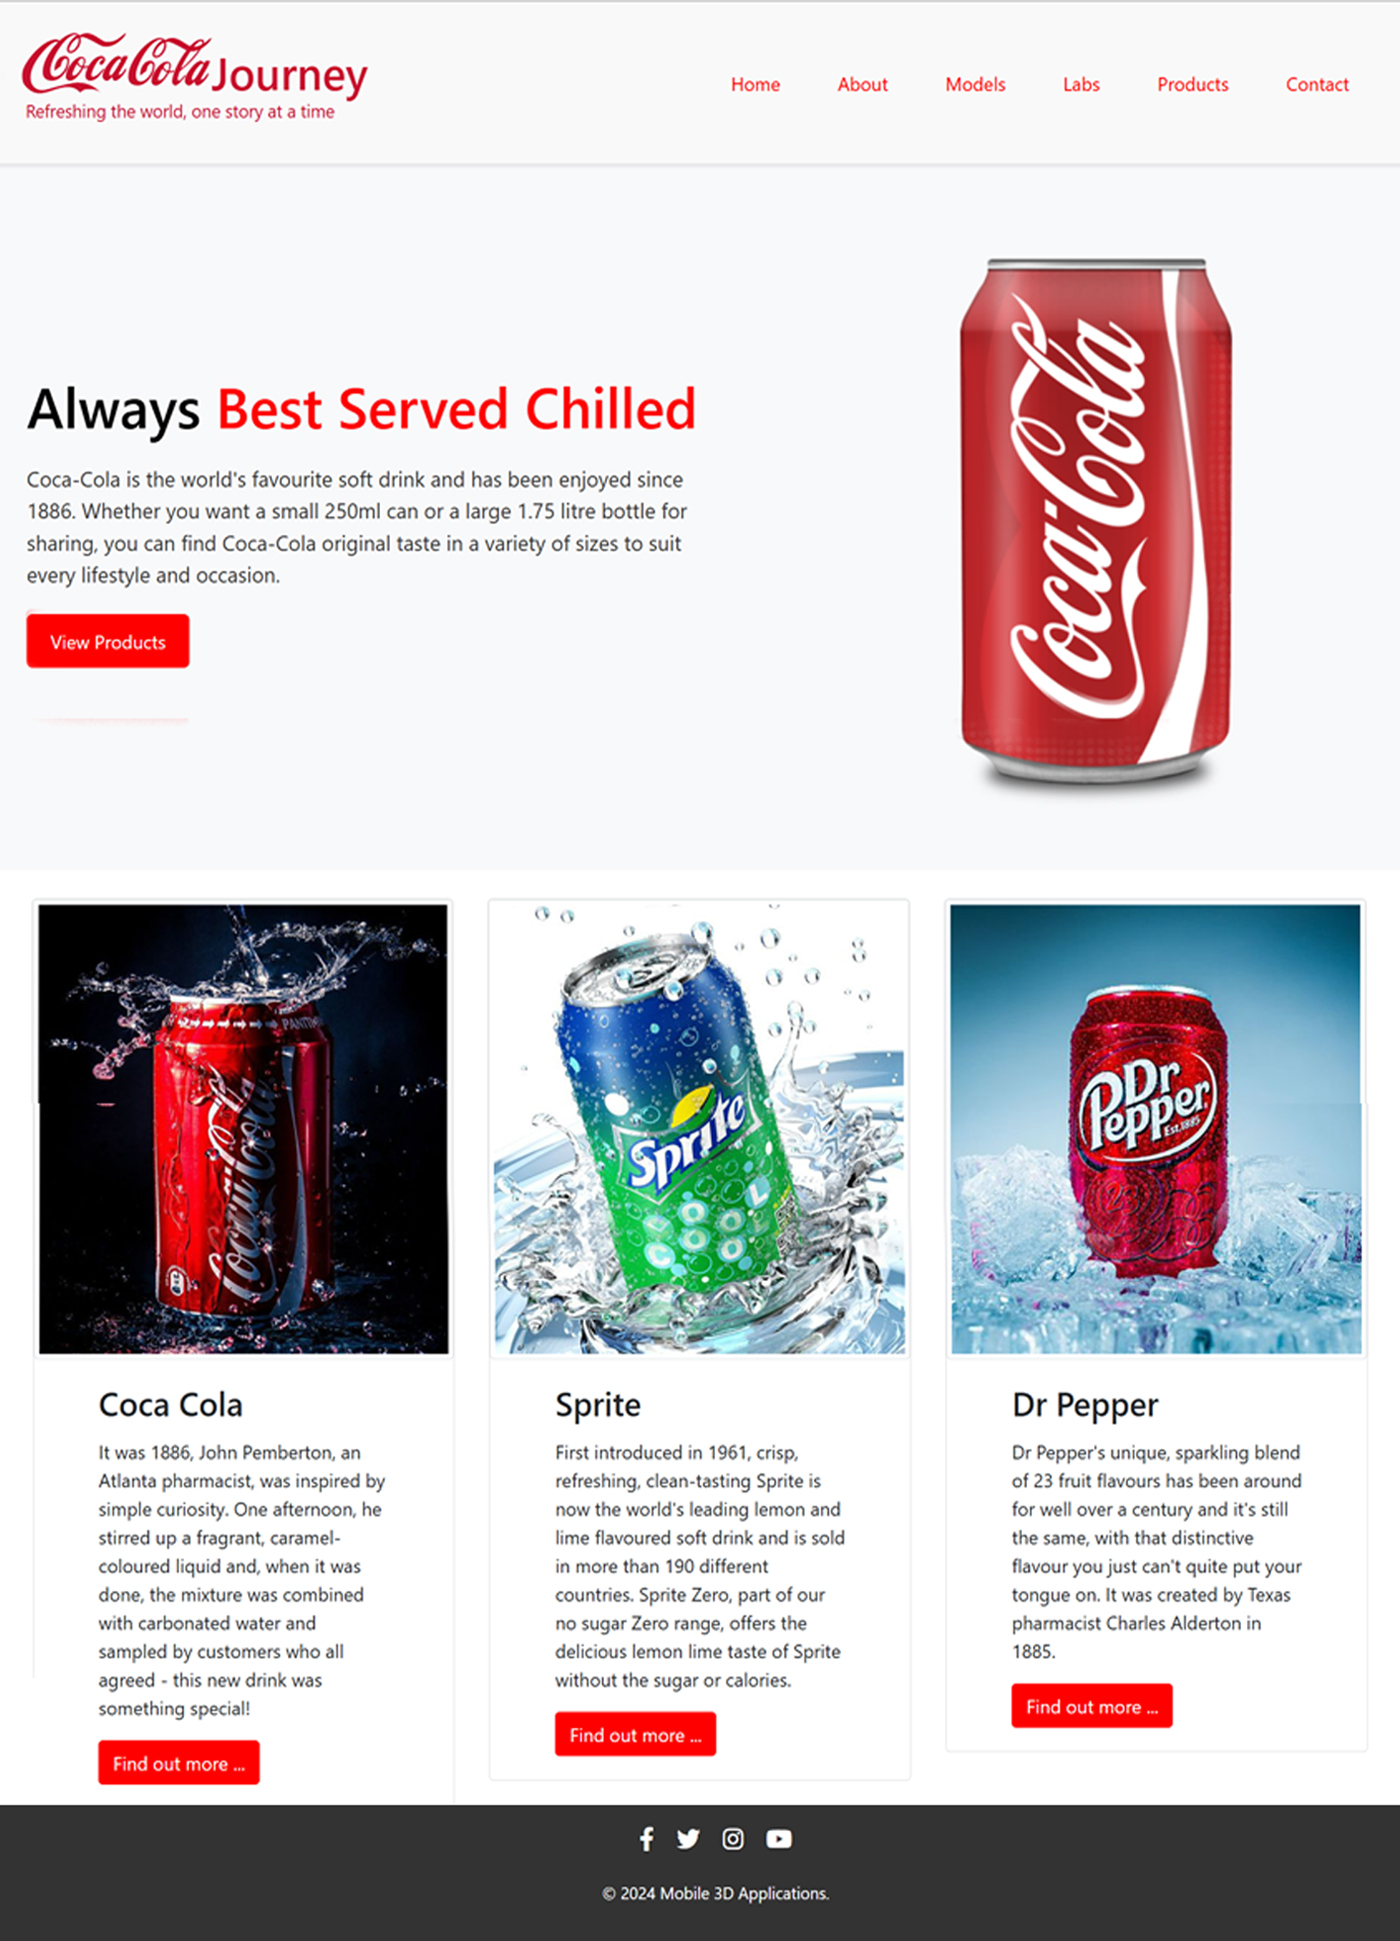 Coca Cola Journey
Refreshing the world, one story at a time
Home About Models Labs Products Contact
Always Best Served Chilled
Coca-Cola is the world's favourite soft drink and has been enjoyed since
1886. Whether you want a small 250ml can or a large 1.75 litre bottle for
sharing, you can find Coca-Cola original taste in a variety of sizes to suit
every lifestyle and occasion.
View Products
Coca-Cola
Coca-Cola
Sprite
COOL
Dr
Pepper
Est.1885
23
Coca Cola
It was 1886, John Pemberton, an
Atlanta pharmacist, was inspired by
simple curiosity. One afternoon, he
stirred up a fragrant, caramel-
coloured liquid and, when it was
done, the mixture was combined
with carbonated water and
sampled by customers who all
agreed - this new drink was
something special!
Find out more ...
Sprite
First introduced in 1961, crisp,
refreshing, clean-tasting Sprite is
now the world's leading lemon and
lime flavoured soft drink and is sold
in more than 190 different
countries. Sprite Zero, part of our
no sugar Zero range, offers the
delicious lemon lime taste of Sprite
without the sugar or calories.
Find out more ...
Dr Pepper
Dr Pepper's unique, sparkling blend
of 23 fruit flavours has been around
for well over a century and it's still
the same, with that distinctive
flavour you just can't quite put your
tongue on. It was created by Texas
pharmacist Charles Alderton in
1885.
Find out more ...
© 2024 Mobile 3D Applications.